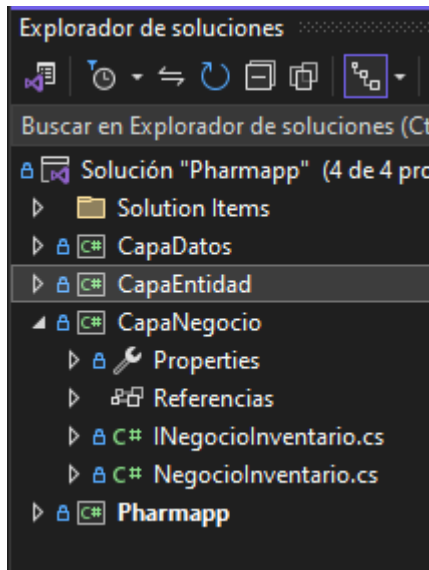 Explorador de soluciones
Buscar en Explorador de soluciones (Ct
Solución "Pharmapp" (4 de 4 pro
Solution Items
C# CapaDatos
C# CapaEntidad
C# CapaNegocio
Properties
Referencias
C# INegocioInventario.cs
C# NegocioInventario.cs
C# Pharmapp